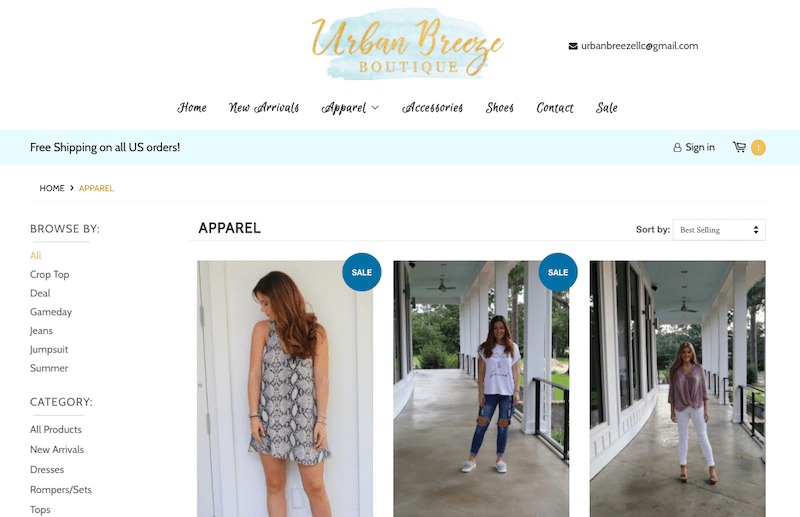 Urban Breeze
BOUTIQUE
urbanbreezellc@gmail.com
Home New Arrivals Apparel Accessories Shoes Contact Sale
Free Shipping on all US orders! Sign in 1
HOME > APPAREL
BROWSE BY:
All
Crop Top
Deal
Gameday
Jeans
Jumpsuit
Summer
CATEGORY:
All Products
New Arrivals
Dresses
Rompers/Sets
Tops
APPAREL
Sort by: Best Selling
SALE SALE